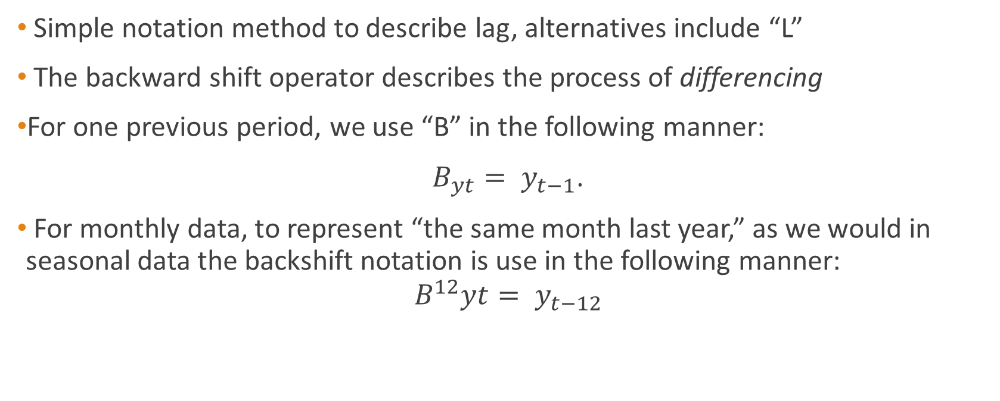 • Simple notation method to describe lag, alternatives include “L”
• The backward shift operator describes the process of differencing
•For one previous period, we use “B” in the following manner:
$B_{yt} = y_{t-1}.$
• For monthly data, to represent “the same month last year,” as we would in
seasonal data the backshift notation is use in the following manner:
$B^{12}yt = y_{t-12}$